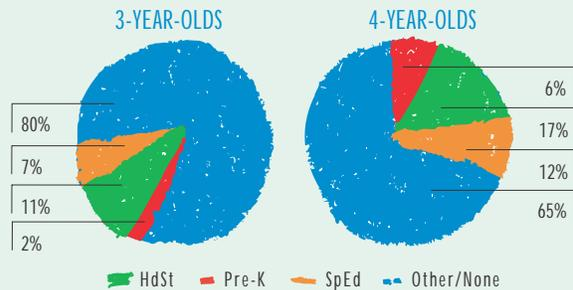 3-YEAR-OLDS
80%
7%
11%
2%
4-YEAR-OLDS
6%
17%
12%
65%
HdSt Pre-K SpEd Other/None